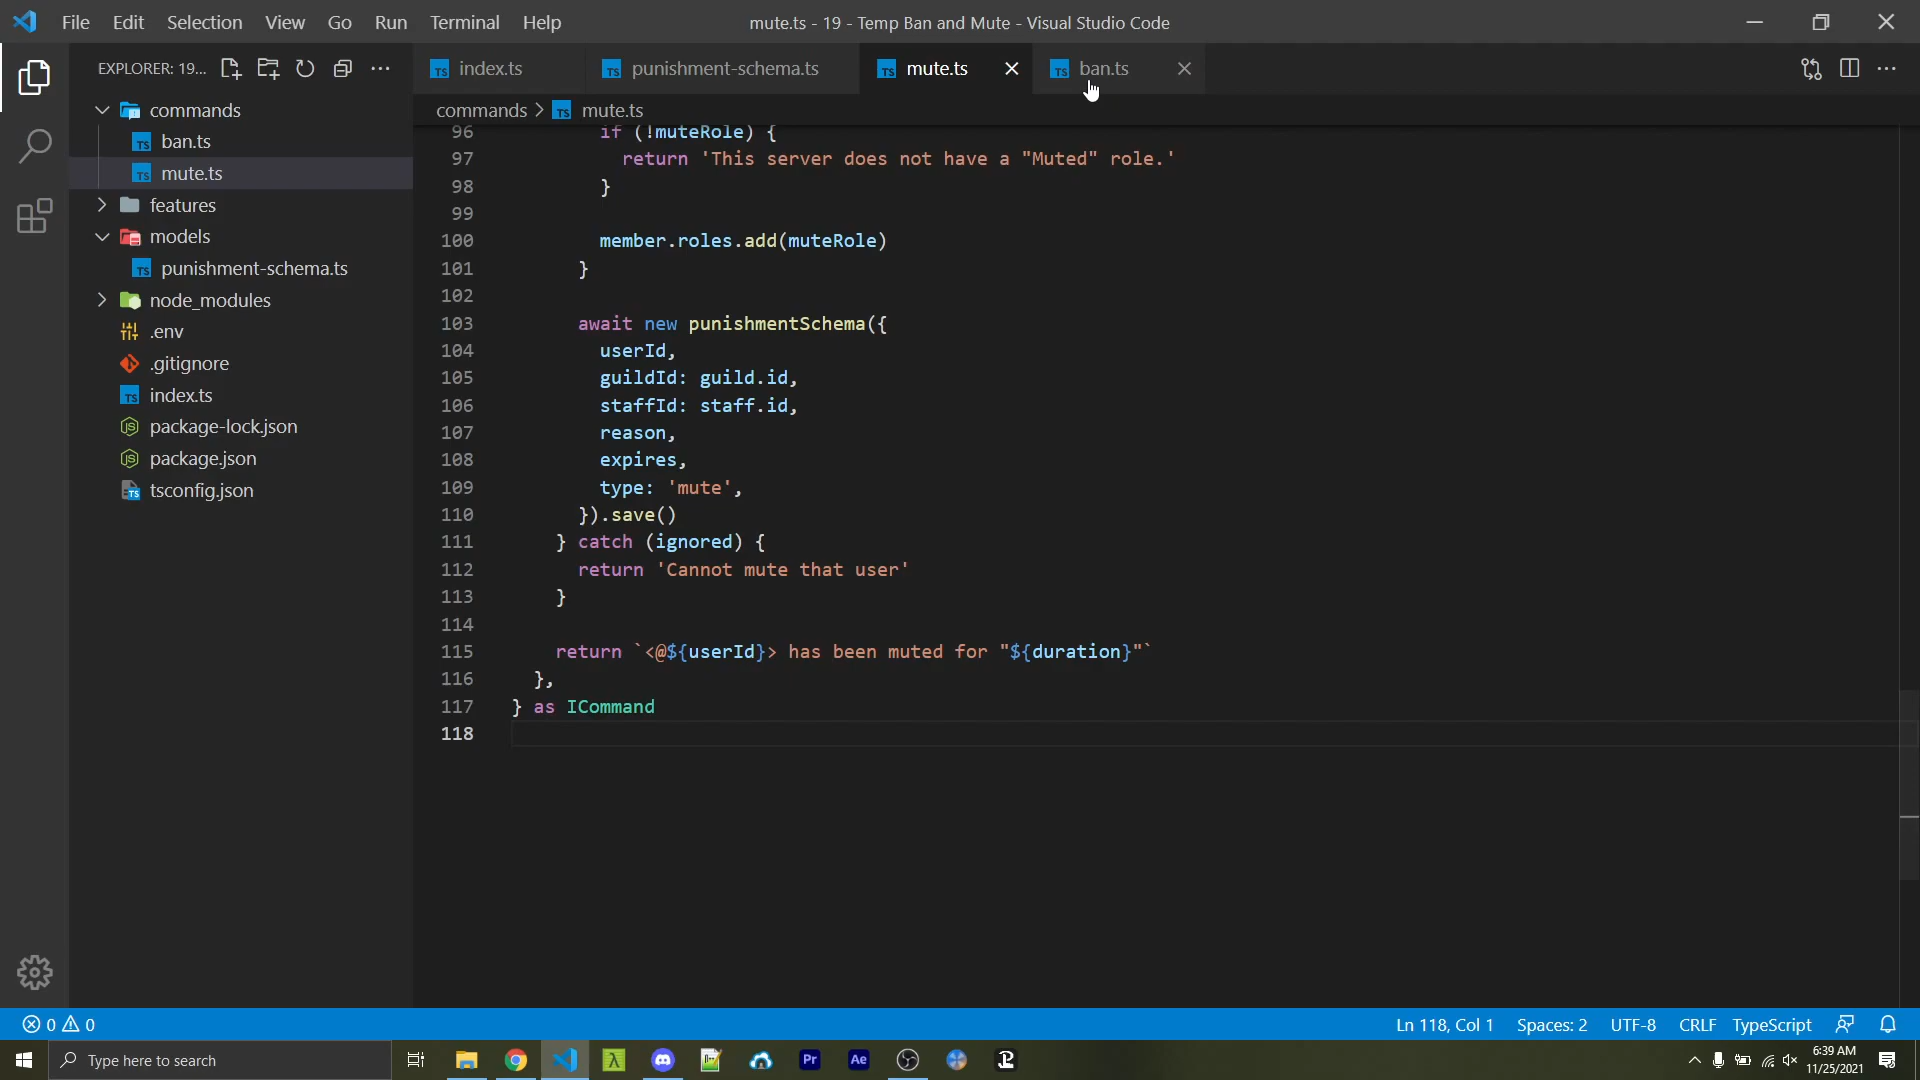 File Edit Selection View Go Run Terminal Help
mute.ts - 19 - Temp Ban and Mute - Visual Studio Code
EXPLORER: 19...
commands
ban.ts
mute.ts
features
models
punishment-schema.ts
node_modules
.env
.gitignore
index.ts
package-lock.json
package.json
tsconfig.json
index.ts punishment-schema.ts mute.ts ban.ts
commands > mute.ts
96 if (!muteRole) {
97 return 'This server does not have a "Muted" role.'
98 }
99
100 member.roles.add(muteRole)
101 }
102
103 await new punishmentSchema({
104 userId,
105 guildId: guild.id,
106 staffId: staff.id,
107 reason,
108 expires,
109 type: 'mute',
110 }).save()
111 } catch (ignored) {
112 return 'Cannot mute that user'
113 }
114
115 return `<@${userId}> has been muted for "${duration}"`
116 },
117 } as ICommand
118
0 0
Ln 118, Col 1 Spaces: 2 UTF-8 CRLF TypeScript
Type here to search
Pr
Ae
6:39 AM
11/25/2021